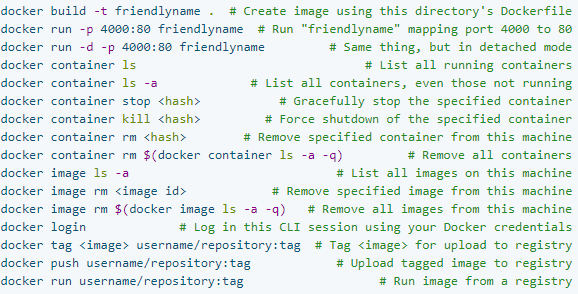 docker build -t friendlyname .  # Create image using this directory's Dockerfile
docker run -p 4000:80 friendlyname  # Run "friendlyname" mapping port 4000 to 80
docker run -d -p 4000:80 friendlyname         # Same thing, but in detached mode
docker container ls                                # List all running containers
docker container ls -a             # List all containers, even those not running
docker container stop <hash>           # Gracefully stop the specified container
docker container kill <hash>         # Force shutdown of the specified container
docker container rm <hash>        # Remove specified container from this machine
docker container rm $(docker container ls -a -q)         # Remove all containers
docker image ls -a                             # List all images on this machine
docker image rm <image id>            # Remove specified image from this machine
docker image rm $(docker image ls -a -q)   # Remove all images from this machine
docker login             # Log in this CLI session using your Docker credentials
docker tag <image> username/repository:tag  # Tag <image> for upload to registry
docker push username/repository:tag            # Upload tagged image to registry
docker run username/repository:tag                   # Run image from a registry